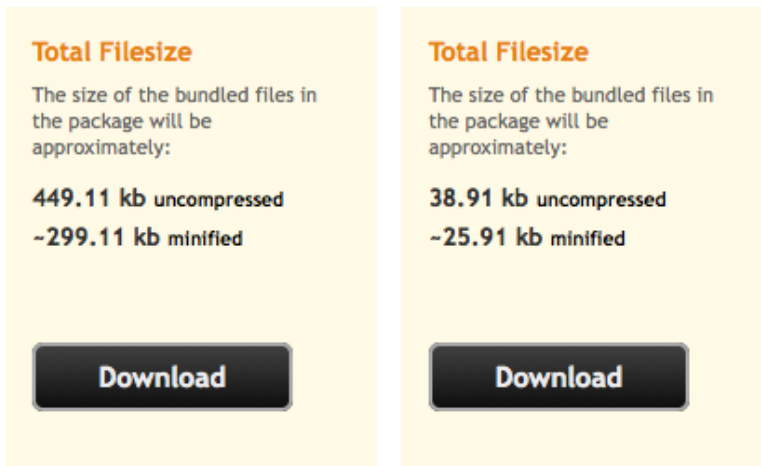 Total Filesize
The size of the bundled files in
the package will be
approximately:
449.11 kb uncompressed
~299.11 kb minified
Download
Total Filesize
The size of the bundled files in
the package will be
approximately:
38.91 kb uncompressed
~25.91 kb minified
Download